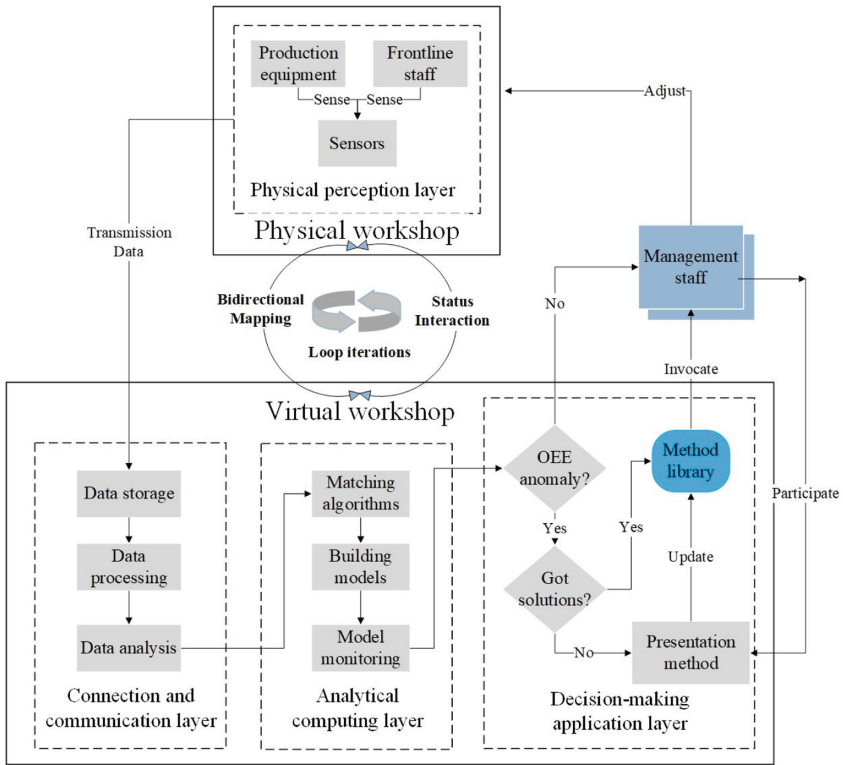 Production
equipment
Frontline
staff
Sense
Sense
Sensors
Physical perception layer
Physical workshop
Adjust
Transmission
Data
Management
staff
Bidirectional
Mapping
Status
Interaction
Loop iterations
No
Invocate
Virtual workshop
Data storage
Data
processing
Data analysis
Connection and
communication layer
Matching
algorithms
Building
models
Model
monitoring
Analytical
computing layer
OEE
anomaly?
Yes
Got
solutions?
Yes
No
Method
library
Update
Presentation
method
Participate
Decision-making
application layer